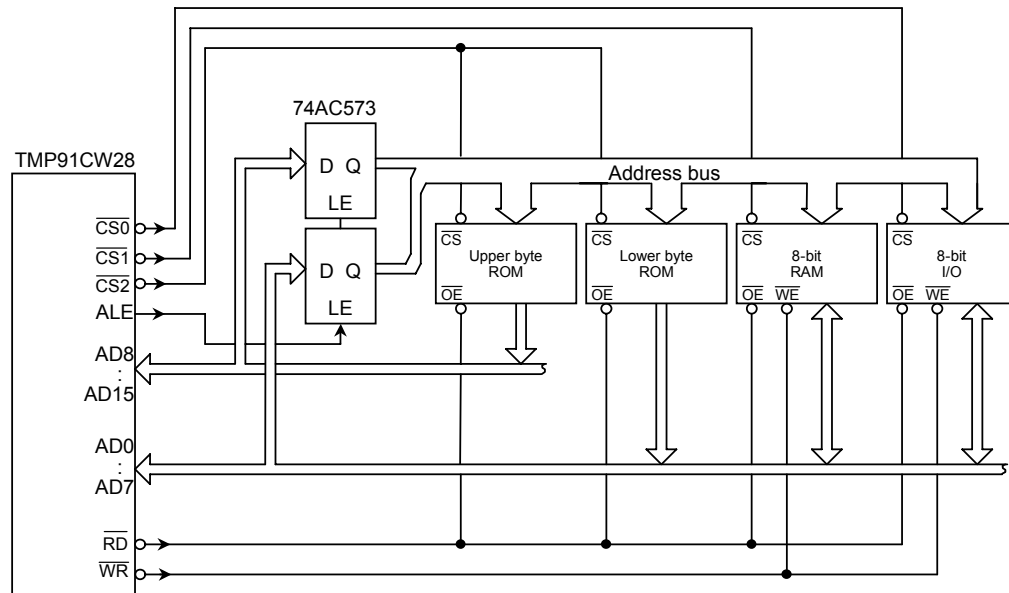 74AC573
TMP91CW28
D Q
LE
Address bus
CS0
CS1
CS2
ALE
AD8
:
AD15
AD0
:
AD7
RD
WR
D Q
LE
CS
Upper byte
ROM
OE
CS
Lower byte
ROM
OE
CS
8-bit
RAM
OE WE
CS
8-bit
I/O
OE WE